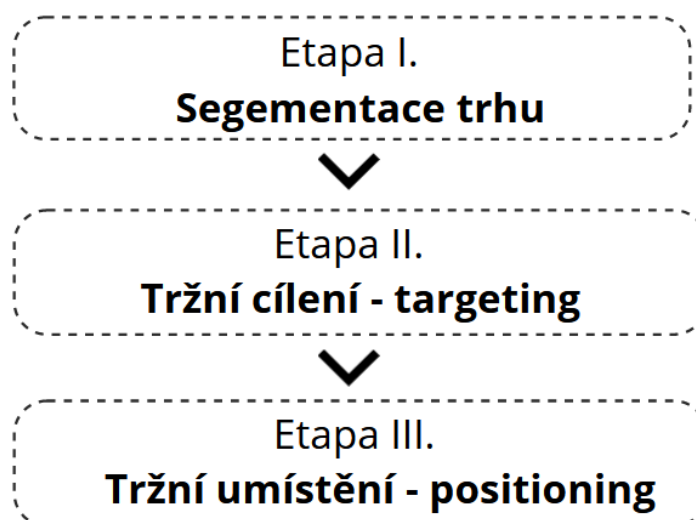 Etapa I.
Segementace trhu
Etapa II.
Tržní cílení - targeting
Etapa III.
Tržní umístění - positioning